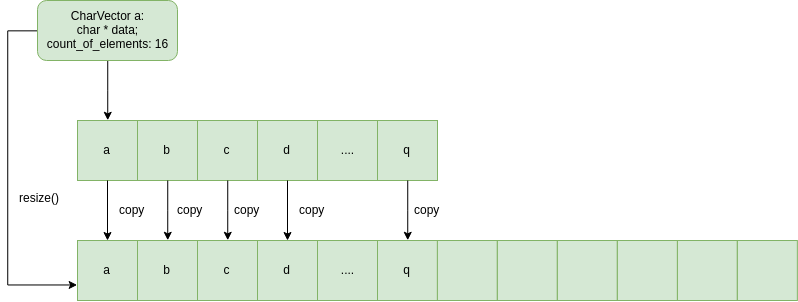 CharVector a:
char * data;
count_of_elements: 16
a b c d .... q
resize()
copy copy copy copy copy
a b c d .... q